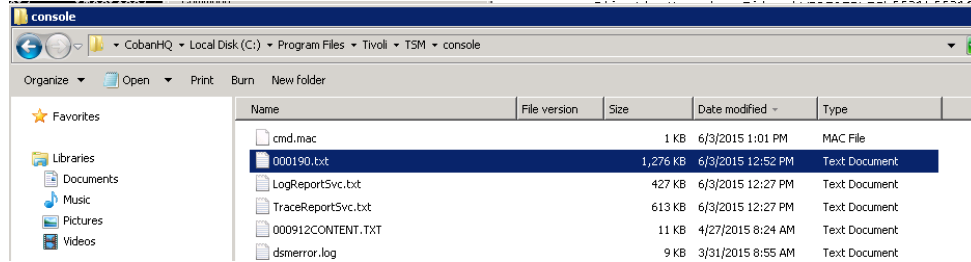 console
CobanHQ Local Disk (C:) Program Files Tivoli TSM console
Organize Open Print Burn New folder
Favorites
Libraries
Documents
Music
Pictures
Videos
Name File version Size Date modified Type
cmd.mac 1 KB 6/3/2015 1:01 PM MAC File
000190.txt 1,276 KB 6/3/2015 12:52 PM Text Document
LogReportSvc.txt 427 KB 6/3/2015 12:27 PM Text Document
TraceReportSvc.txt 613 KB 6/3/2015 12:27 PM Text Document
000912CONTENT.TXT 11 KB 4/27/2015 8:24 AM Text Document
dsmerror.log 9 KB 3/31/2015 8:55 AM Text Document